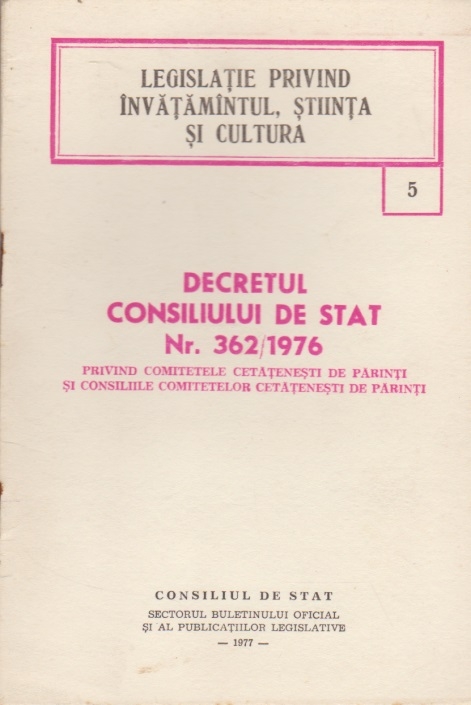 LEGISLAȚIE PRIVIND
ÎNVĂȚĂMÎNTUL, ȘTIINȚA
ȘI CULTURA
5
DECRETUL
CONSILIULUI DE STAT
Nr. 362/1976
PRIVIND COMITETELE CETĂȚENEȘTI DE PĂRINȚI
ȘI CONSILIILE COMITETELOR CETĂȚENEȘTI DE PĂRINȚI
CONSILIUL DE STAT
SECTORUL BULETINULUI OFICIAL
ȘI AL PUBLICAȚIILOR LEGISLATIVE
— 1977 —